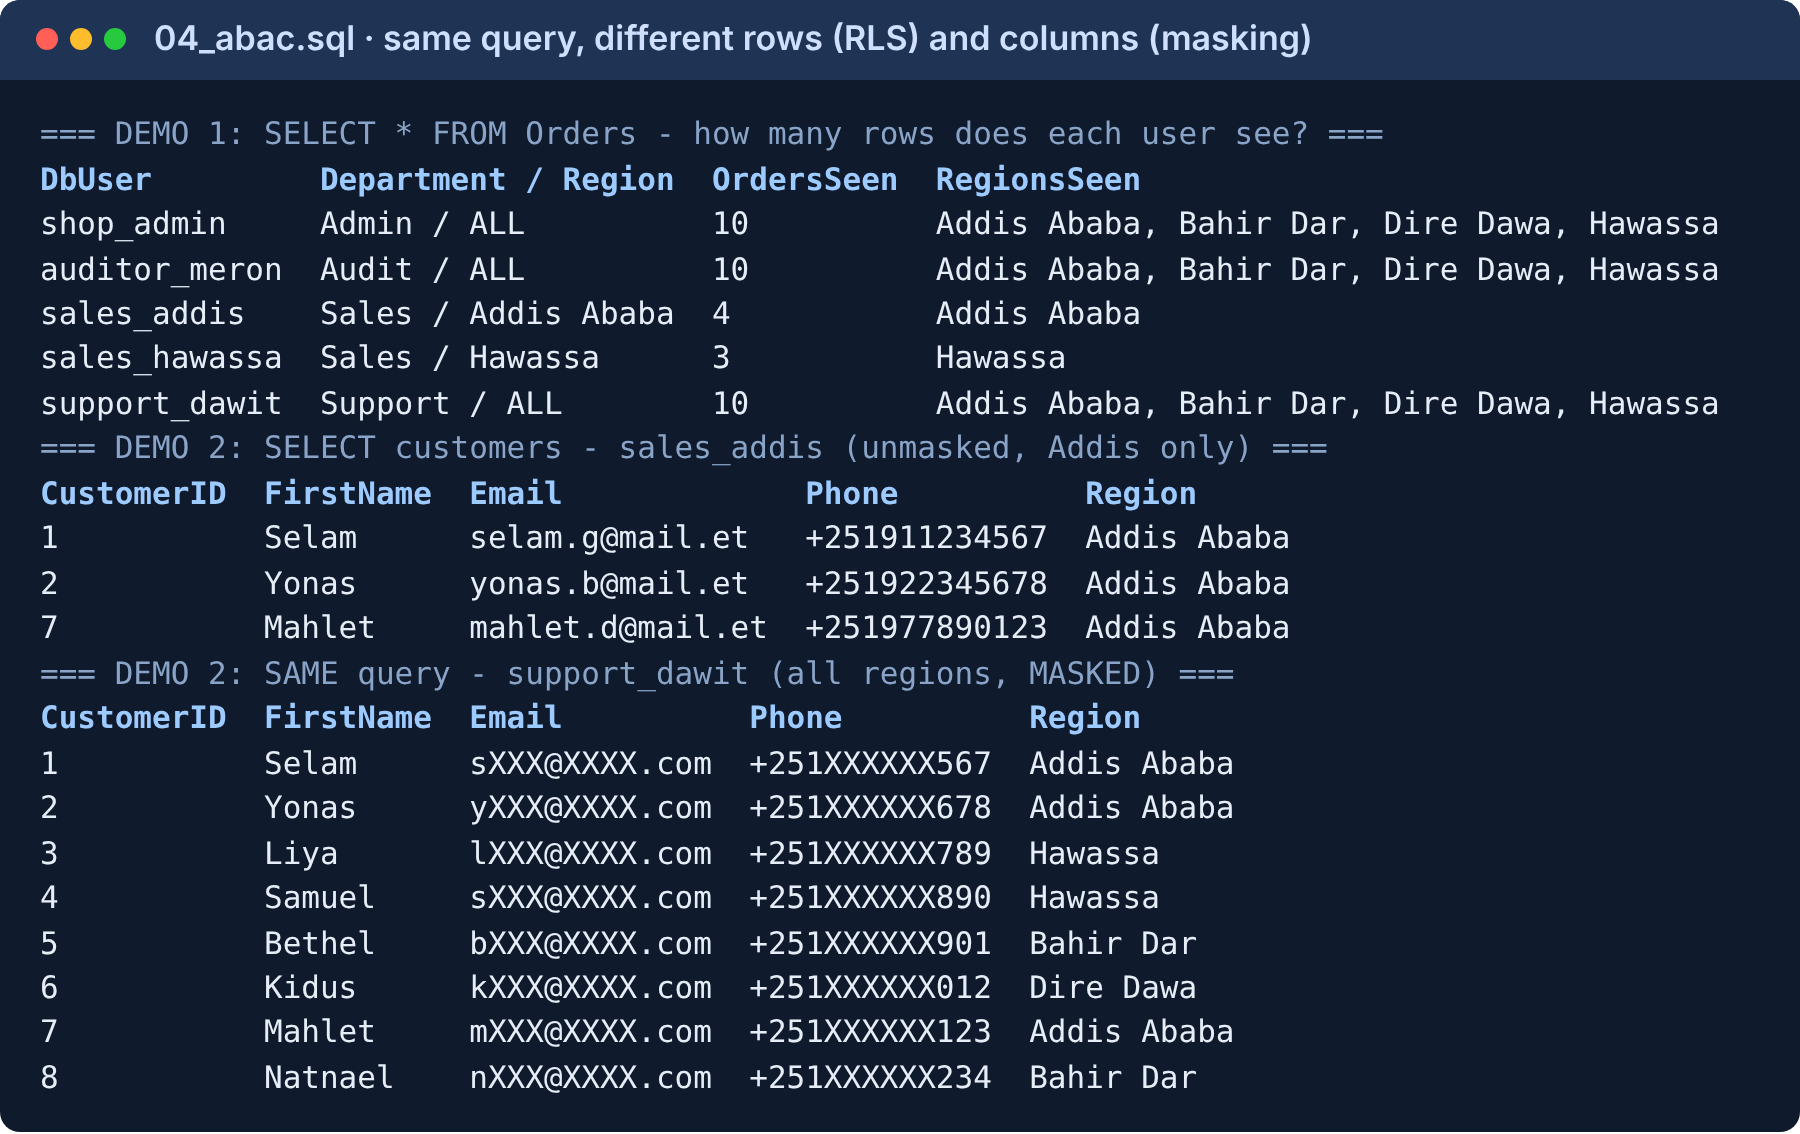 04_abac.sql · same query, different rows (RLS) and columns (masking)
=== DEMO 1: SELECT * FROM Orders - how many rows does each user see? ===
DbUser         Department / Region  OrdersSeen  RegionsSeen
shop_admin     Admin / ALL          10          Addis Ababa, Bahir Dar, Dire Dawa, Hawassa
auditor_meron  Audit / ALL          10          Addis Ababa, Bahir Dar, Dire Dawa, Hawassa
sales_addis    Sales / Addis Ababa  4           Addis Ababa
sales_hawassa  Sales / Hawassa      3           Hawassa
support_dawit  Support / ALL        10          Addis Ababa, Bahir Dar, Dire Dawa, Hawassa
=== DEMO 2: SELECT customers - sales_addis (unmasked, Addis only) ===
CustomerID  FirstName  Email             Phone          Region
1           Selam      selam.g@mail.et   +251911234567  Addis Ababa
2           Yonas      yonas.b@mail.et   +251922345678  Addis Ababa
7           Mahlet     mahlet.d@mail.et  +251977890123  Addis Ababa
=== DEMO 2: SAME query - support_dawit (all regions, MASKED) ===
CustomerID  FirstName  Email          Phone          Region
1           Selam      sXXX@XXXX.com  +251XXXXXX567  Addis Ababa
2           Yonas      yXXX@XXXX.com  +251XXXXXX678  Addis Ababa
3           Liya       lXXX@XXXX.com  +251XXXXXX789  Hawassa
4           Samuel     sXXX@XXXX.com  +251XXXXXX890  Hawassa
5           Bethel     bXXX@XXXX.com  +251XXXXXX901  Bahir Dar
6           Kidus      kXXX@XXXX.com  +251XXXXXX012  Dire Dawa
7           Mahlet     mXXX@XXXX.com  +251XXXXXX123  Addis Ababa
8           Natnael    nXXX@XXXX.com  +251XXXXXX234  Bahir Dar